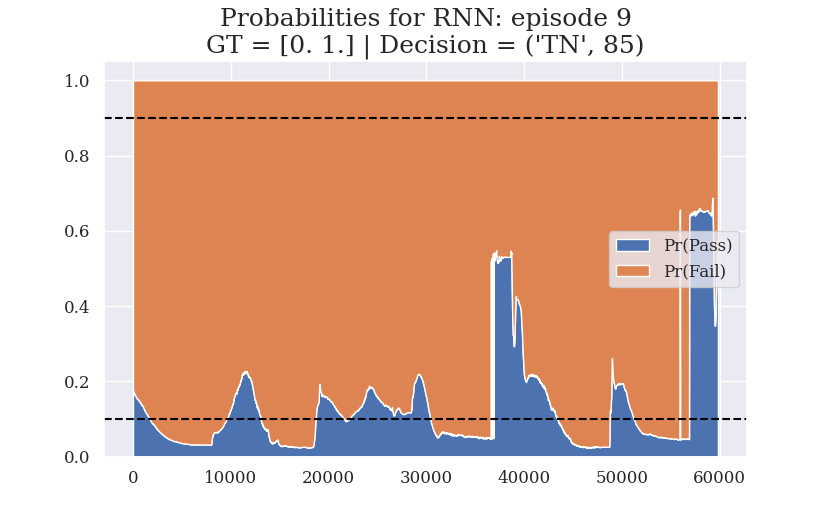 Probabilities for RNN: episode 9
GT = [0. 1.] | Decision = ('TN', 85)
1.0
0.8
0.6
0.4
0.2
0.0
Pr(Pass)
Pr(Fail)
0 10000 20000 30000 40000 50000 60000